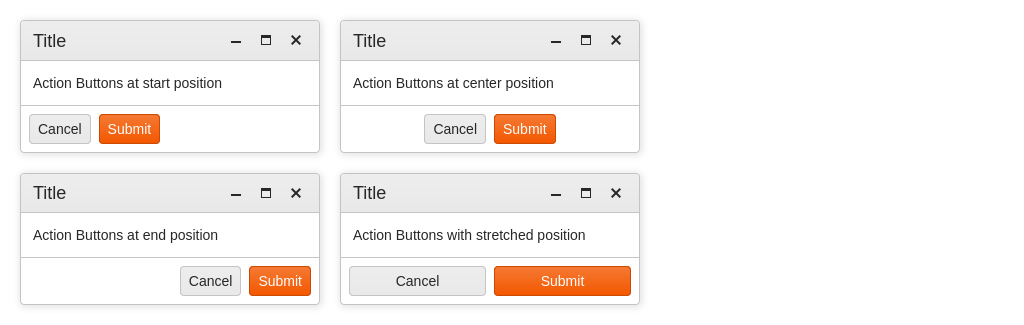 Title
Action Buttons at start position
Cancel Submit
Title
Action Buttons at center position
Cancel Submit
Title
Action Buttons at end position
Cancel Submit
Title
Action Buttons with stretched position
Cancel Submit